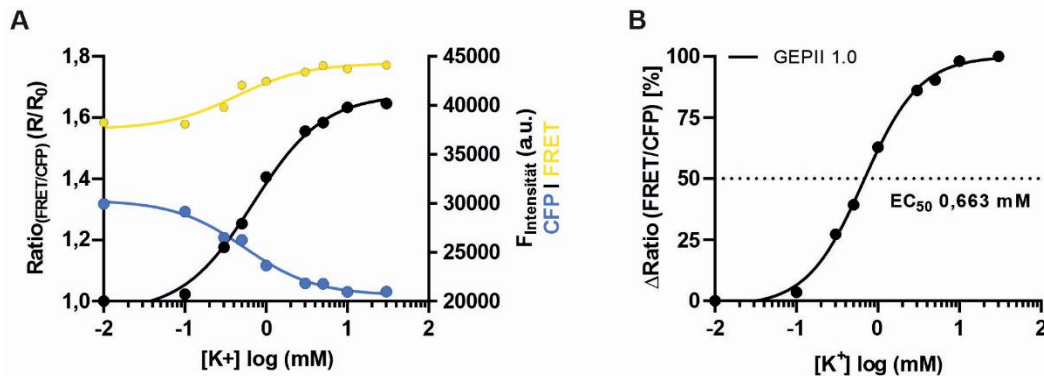 A
Ratio(FRET/CFP) (R/R0)
1,8
1,6
1,4
1,2
1,0
-2
-1
0
1
2
[K+] log (mM)
45000
40000
35000
30000
25000
20000
FIntensität (a.u.)
CFP I FRET
B
ΔRatio (FRET/CFP) [%]
100
75
50
25
0
GEPII 1.0
EC50 0,663 mM
-2
-1
0
1
2
[K+] log (mM)